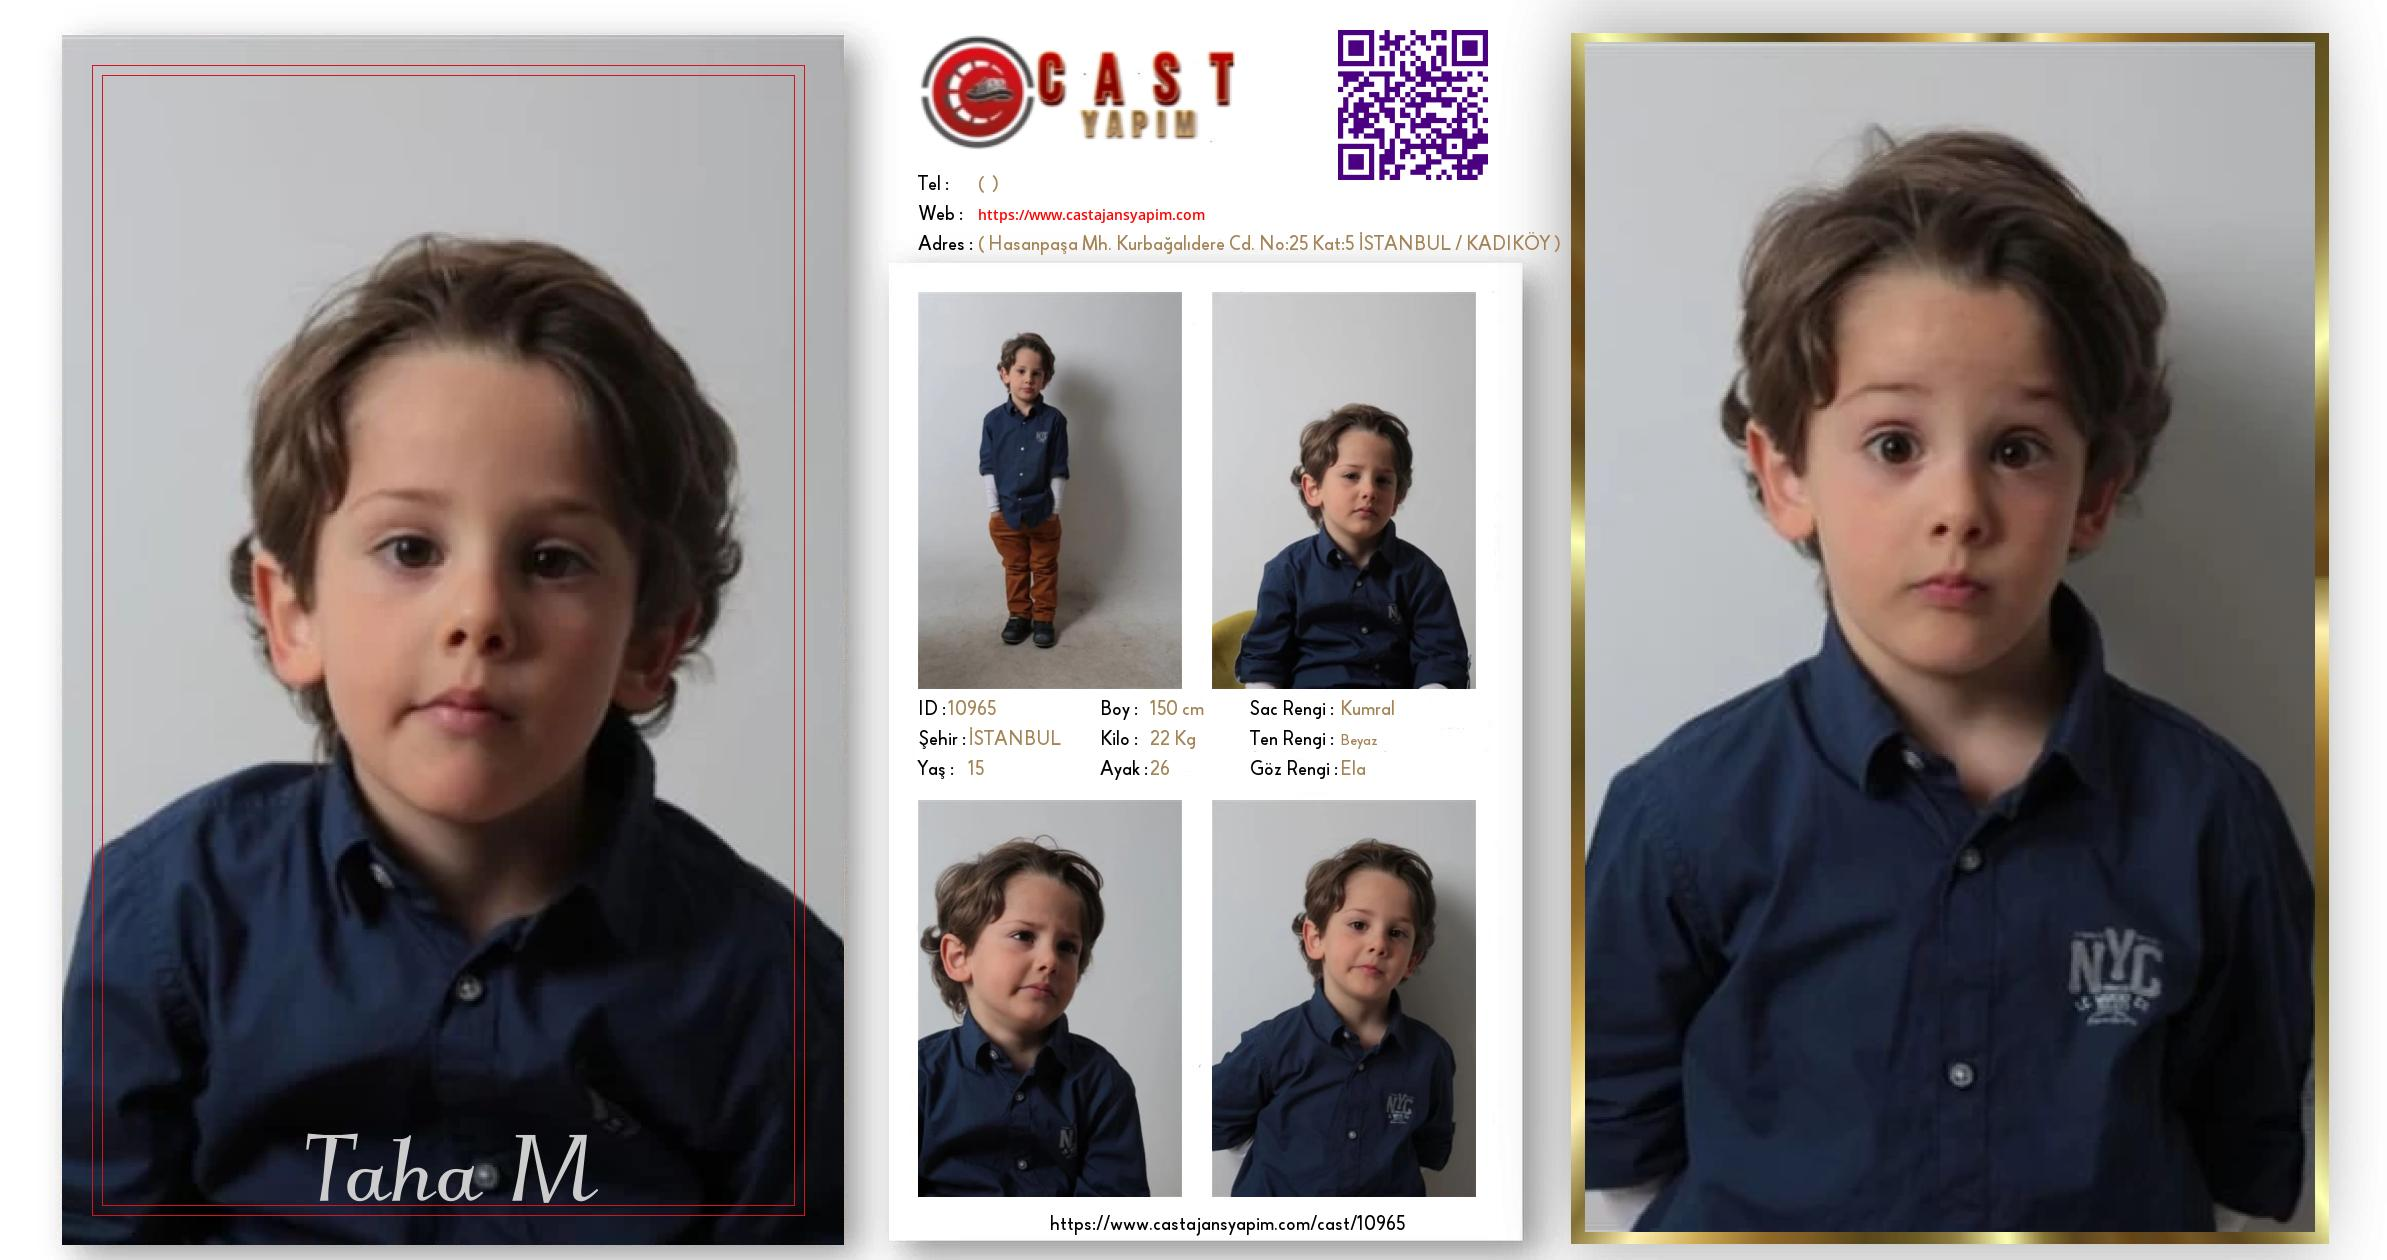 Taha M
CAST
YAPIM
Tel : ( )
Web : https://www.castajansyapim.com
Adres : ( Hasanpaşa Mh. Kurbağalıdere Cd. No:25 Kat:5 İSTANBUL / KADIKÖY )
ID : 10965 Boy : 150 cm Sac Rengi : Kumral
Şehir : İSTANBUL Kilo : 22 Kg Ten Rengi : Beyaz
Yaş : 15 Ayak : 26 Göz Rengi : Ela
https://www.castajansyapim.com/cast/10965
NYC
NYC